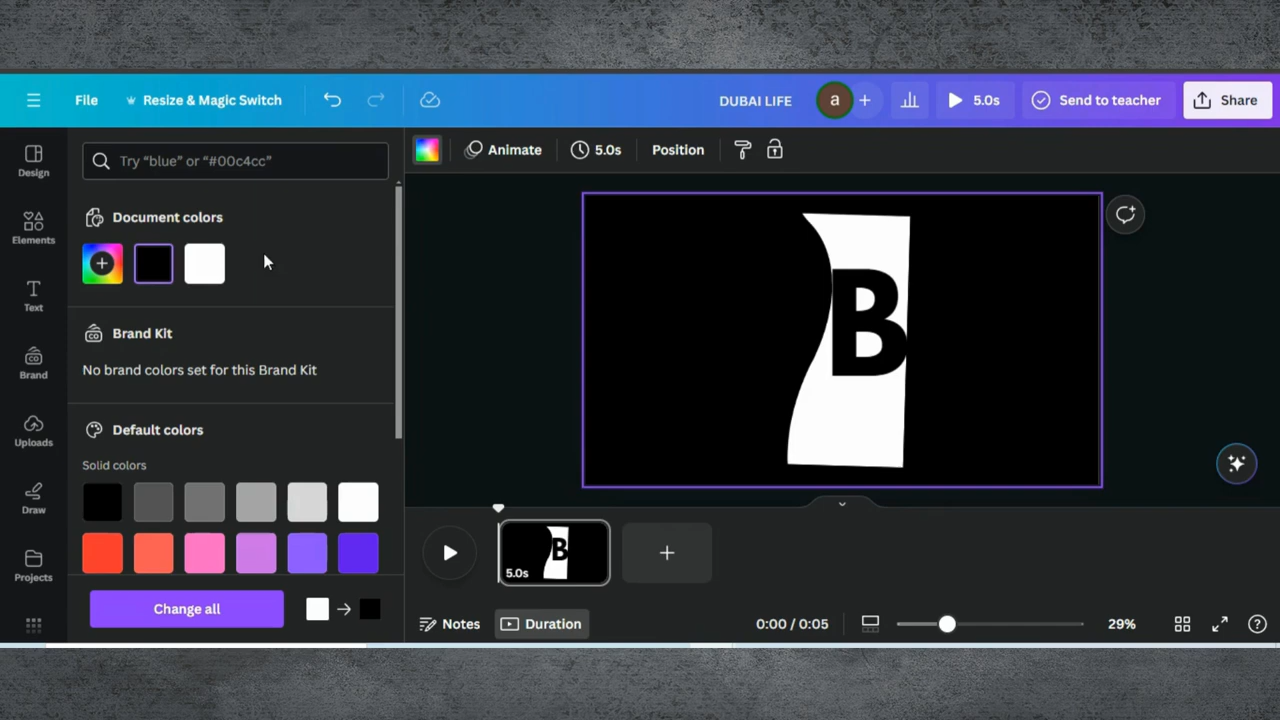 File
Resize & Magic Switch
DUBAI LIFE
a
5.0s
Send to teacher
Share
Design
Elements
Text
Brand
Uploads
Draw
Projects
Try “blue” or “#00c4cc”
Document colors
Brand Kit
No brand colors set for this Brand Kit
Default colors
Solid colors
Change all
Animate
5.0s
Position
B
B
5.0s
Notes
Duration
0:00 / 0:05
29%